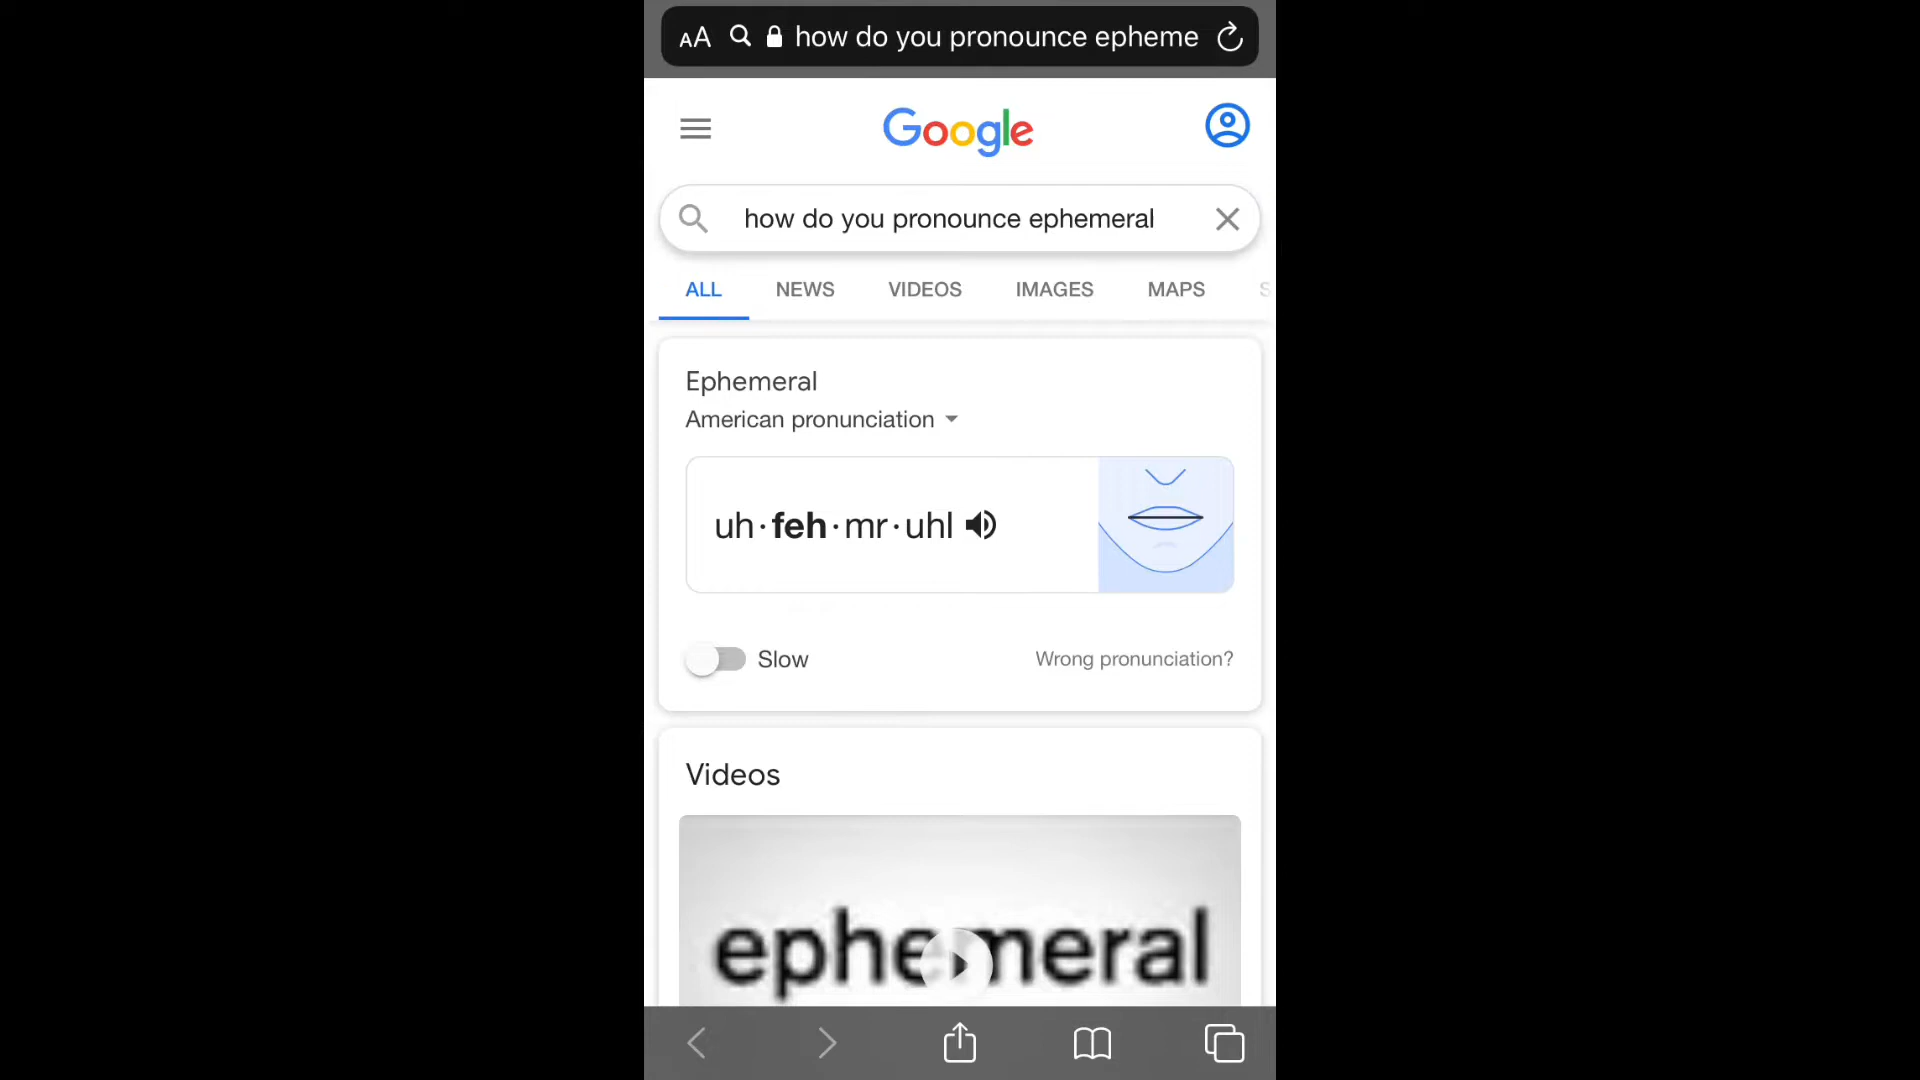 AA how do you pronounce epheme
Google
how do you pronounce ephemeral
ALL NEWS VIDEOS IMAGES MAPS S
Ephemeral
American pronunciation
uh·feh·mr·uhl
Slow Wrong pronunciation?
Videos
ephemeral